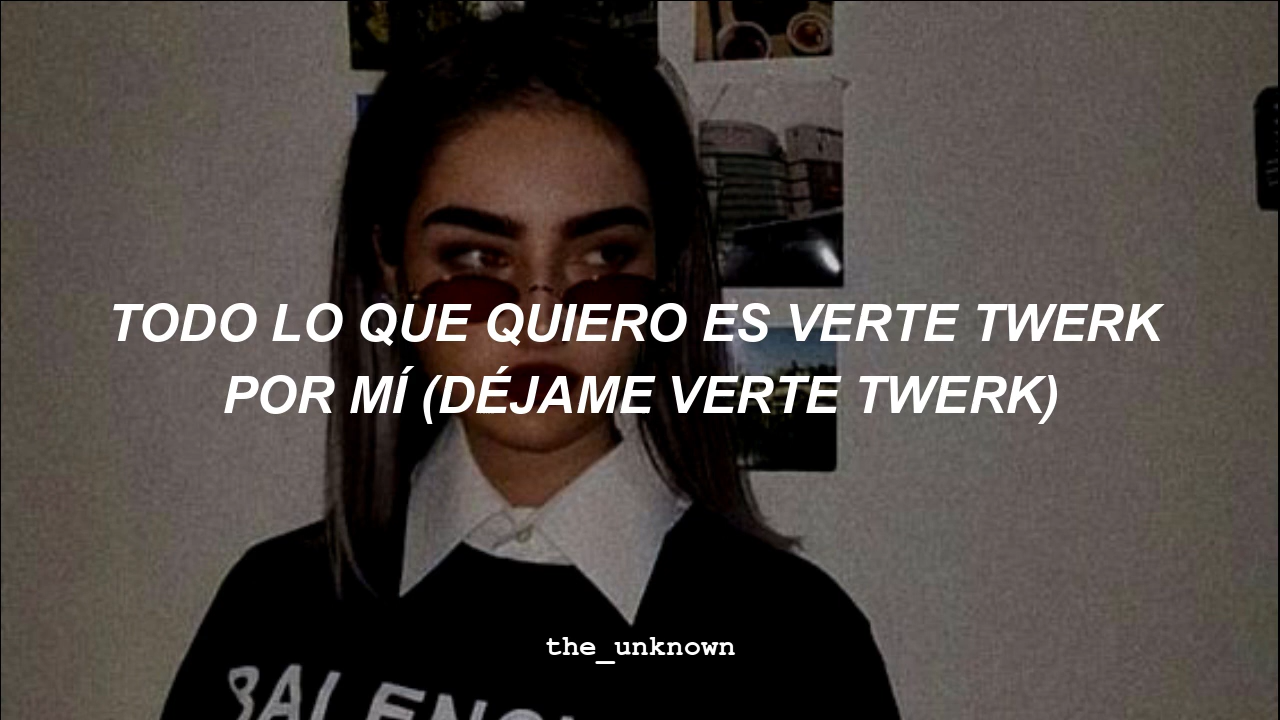 TODO LO QUE QUIERO ES VERTE TWERK
POR MÍ (DÉJAME VERTE TWERK)
the_unknown